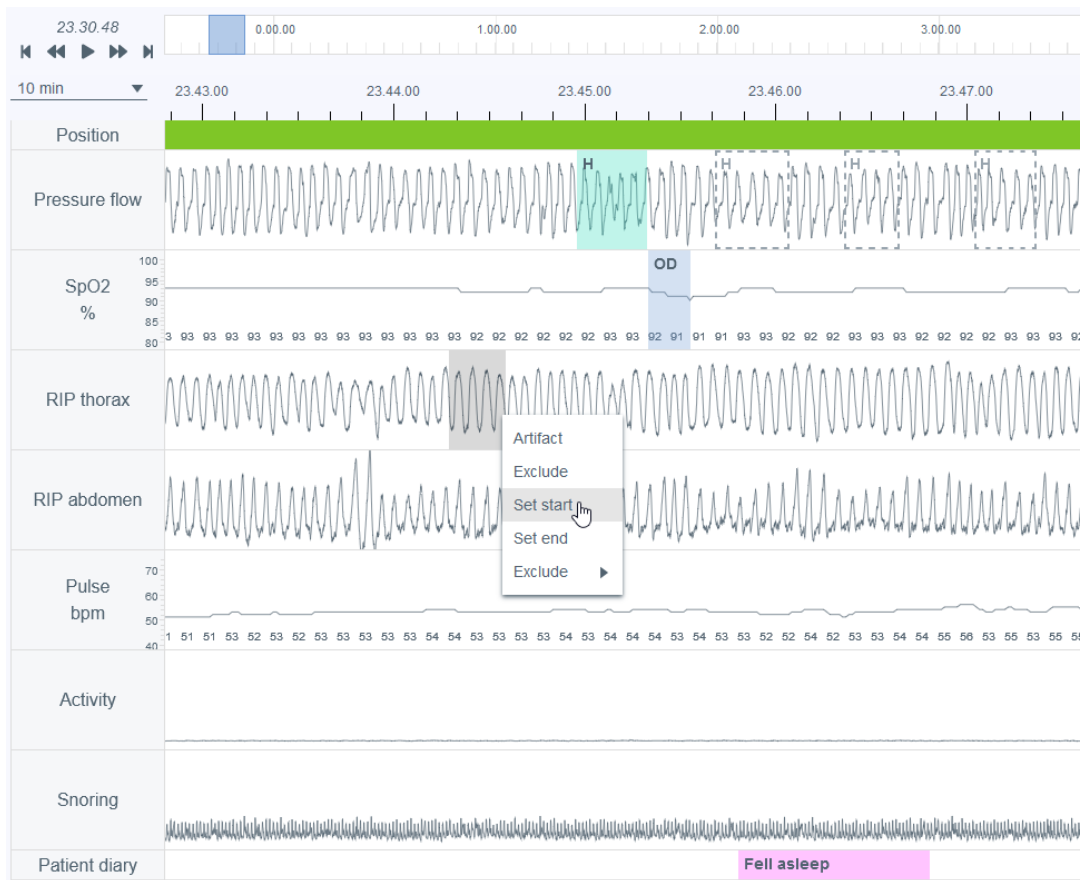 23.30.48
0.00.00 1.00.00 2.00.00 3.00.00
10 min
23.43.00 23.44.00 23.45.00 23.46.00 23.47.00
Position
Pressure flow
H H H H
SpO2
%
100
95
90
85
80
OD
3 93 93 93 93 93 93 93 93 93 93 93 93 93 92 92 92 92 92 92 93 93 92 91 91 91 93 93 92 92 92 93 93 92 92 92 92 92 93 93 93 92
RIP thorax
Artifact
Exclude
Set start
Set end
Exclude
RIP abdomen
Pulse
bpm
70
60
50
40
1 51 51 53 52 53 52 53 53 53 53 53 54 54 53 53 53 53 54 53 54 54 53 54 53 53 53 52 52 54 52 53 53 54 54 55 56 53 55 53 55
Activity
Snoring
Patient diary
Fell asleep